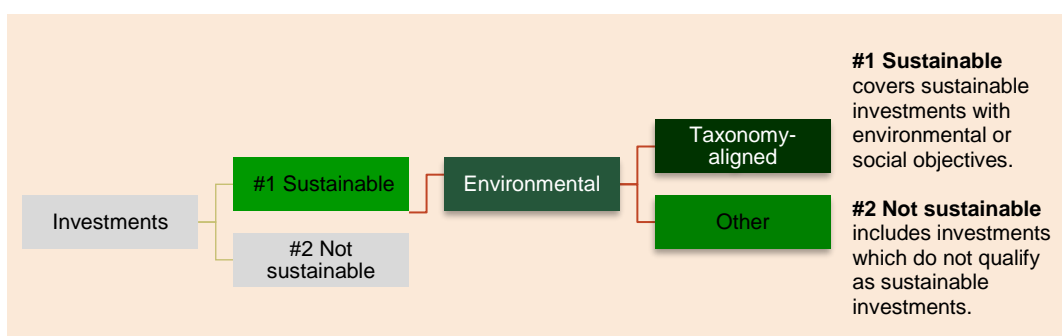 Investments
#1 Sustainable
#2 Not
sustainable
Environmental
Taxonomy-
aligned
Other
#1 Sustainable
covers sustainable
investments with
environmental or
social objectives.
#2 Not sustainable
includes investments
which do not qualify
as sustainable
investments.